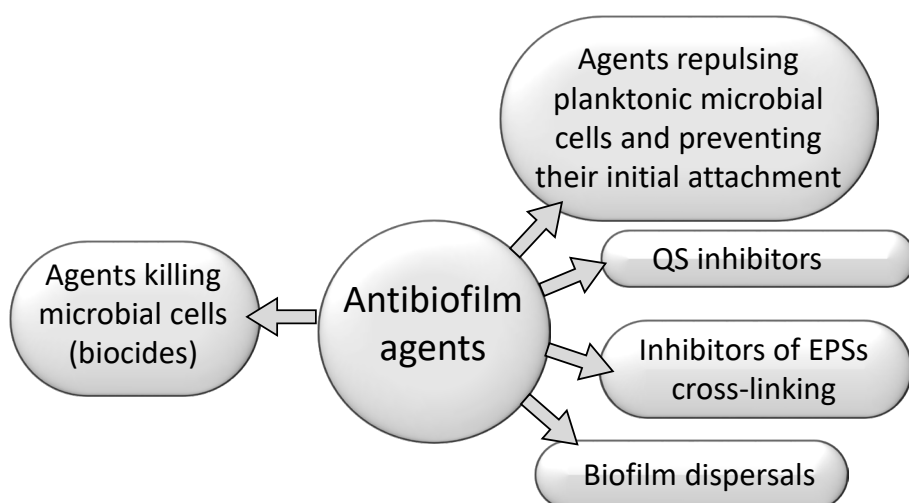 Agents repulsing
planktonic microbial
cells and preventing
their initial attachment
QS inhibitors
Agents killing
microbial cells
(biocides)
Antibiofilm
agents
Inhibitors of EPSs
cross-linking
Biofilm dispersals